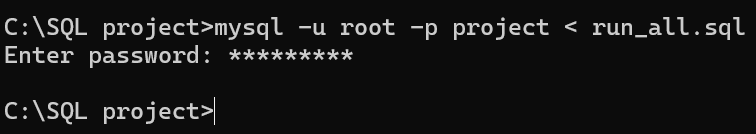 C:\SQL project>mysql -u root -p project < run_all.sql
Enter password: *********
C:\SQL project>